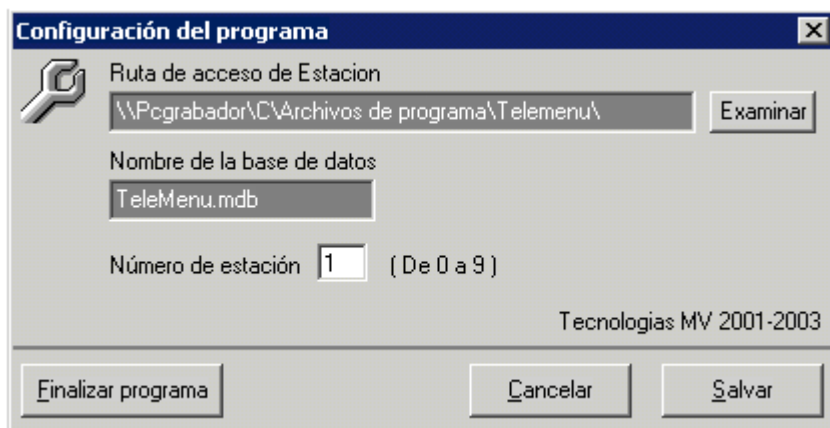 Configuración del programa
Ruta de acceso de Estacion
\\Pcgrabador\C\Archivos de programa\Telemenu\
Examinar
Nombre de la base de datos
TeleMenu.mdb
Número de estación 1 ( De 0 a 9 )
Tecnologias MV 2001-2003
Finalizar programa Cancelar Salvar